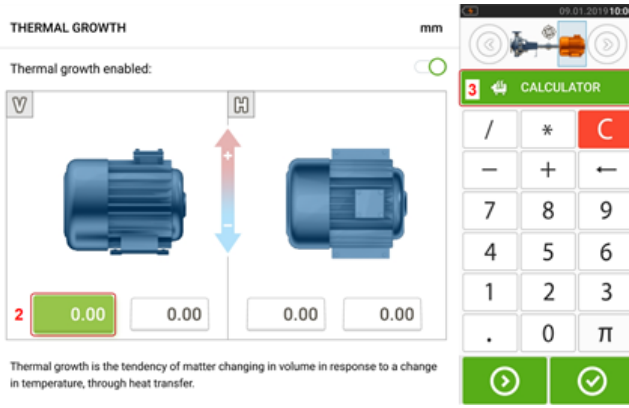 THERMAL GROWTH mm
Thermal growth enabled:
V H
+
-
2 0.00 0.00 0.00 0.00
Thermal growth is the tendency of matter changing in volume in response to a change
in temperature, through heat transfer.
09.01.2019 10:0
3 CALCULATOR
/ * C
— + ←
7 8 9
4 5 6
1 2 3
. 0 π